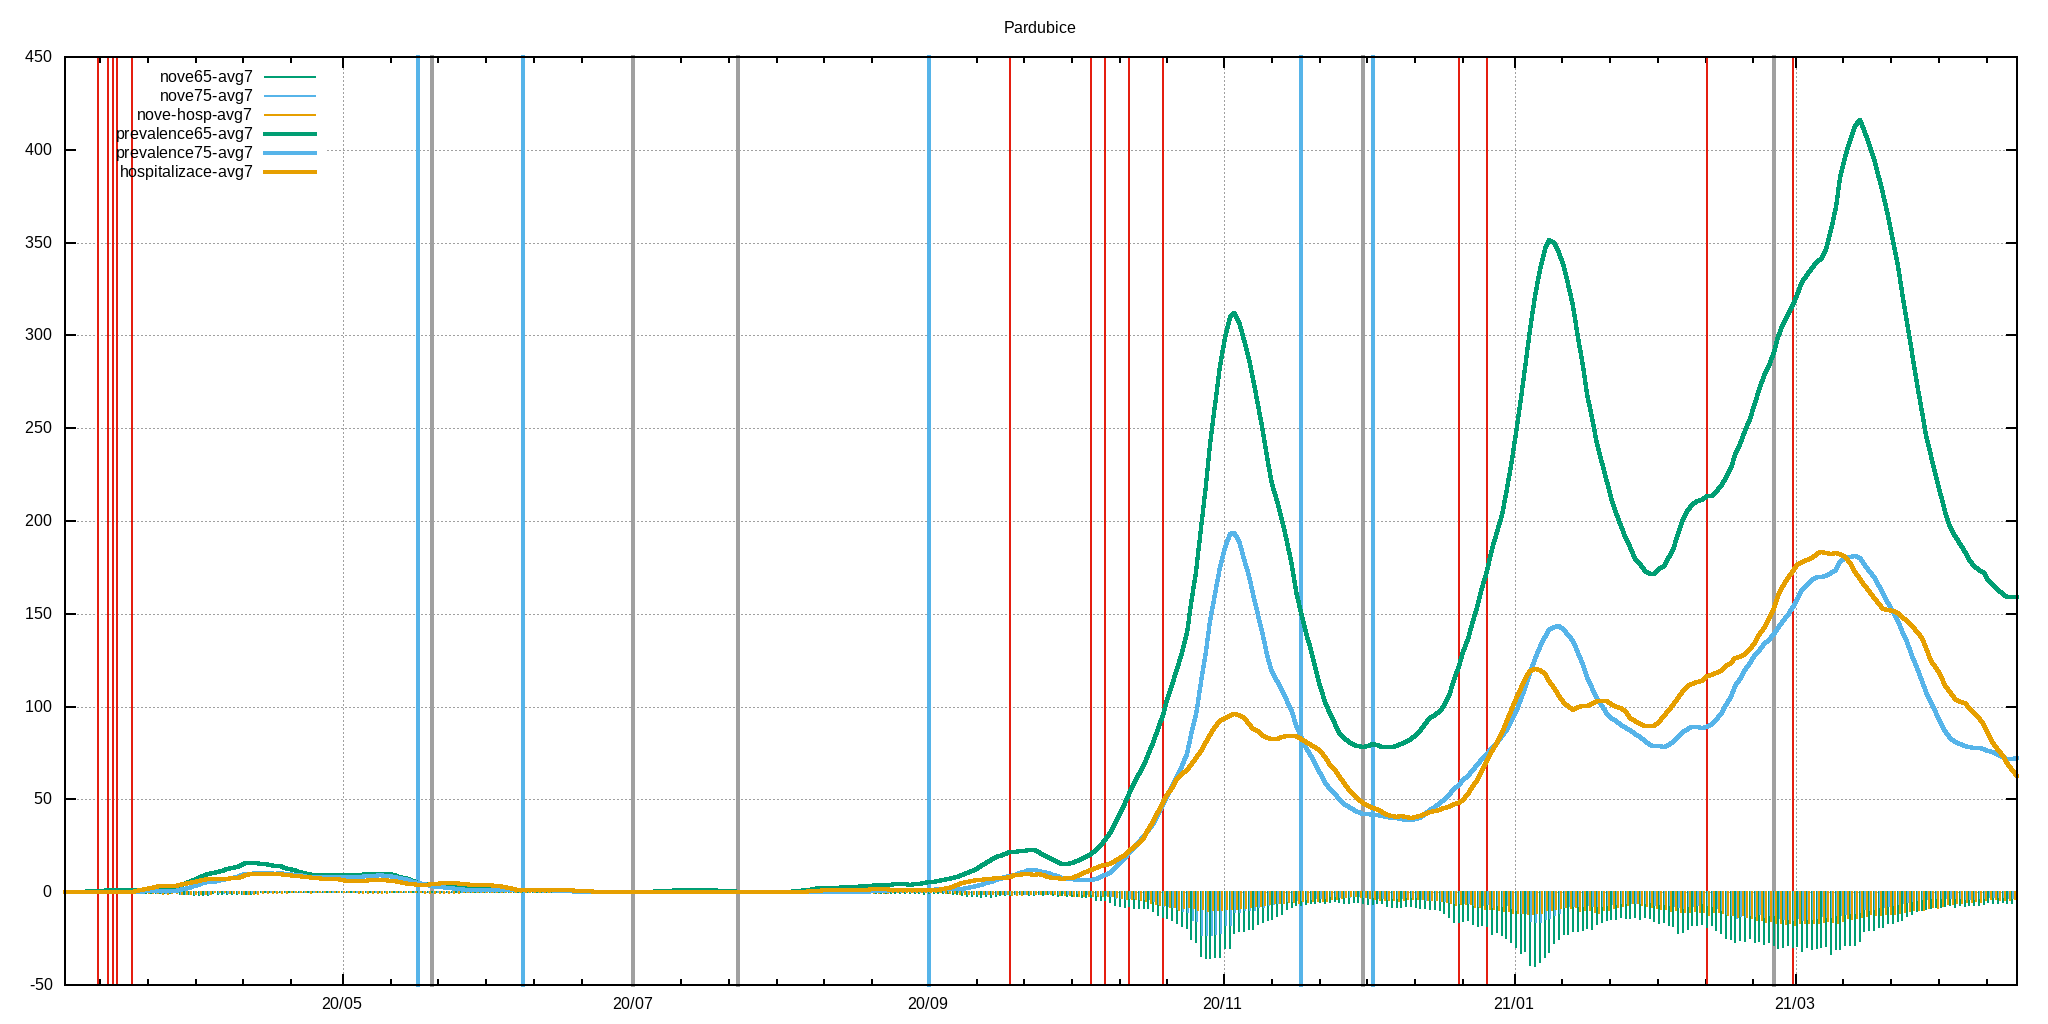 Pardubice
450
400
350
300
250
200
150
100
50
0
-50
nove65-avg7
nove75-avg7
nove-hosp-avg7
prevalence65-avg7
prevalence75-avg7
hospitalizace-avg7
20/05
20/07
20/09
20/11
21/01
21/03